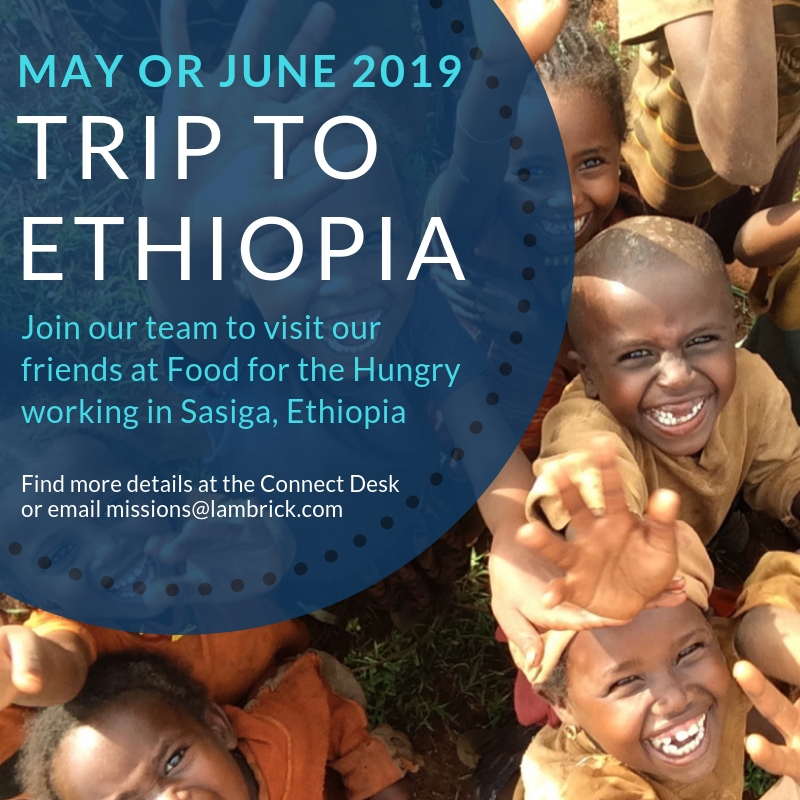 MAY OR JUNE 2019
TRIP TO
ETHIOPIA
Join our team to visit our
friends at Food for the Hungry
working in Sasiga, Ethiopia
Find more details at the Connect Desk
or email missions@lambrick.com